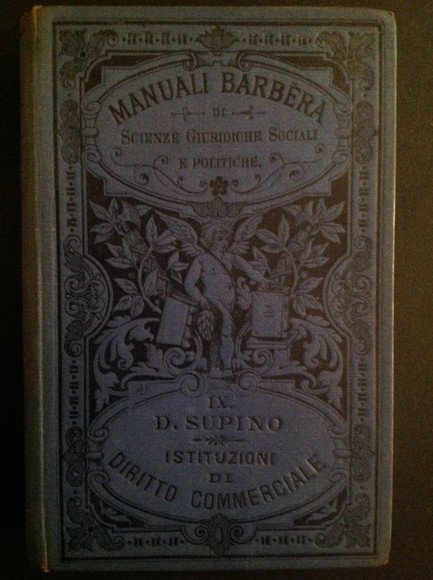 MANUALI BARBÈRA
DI
SCIENZE GIURIDICHE SOCIALI
E POLITICHE.
IX.
D. SUPINO
ISTITUZIONI
DI
DIRITTO COMMERCIALE